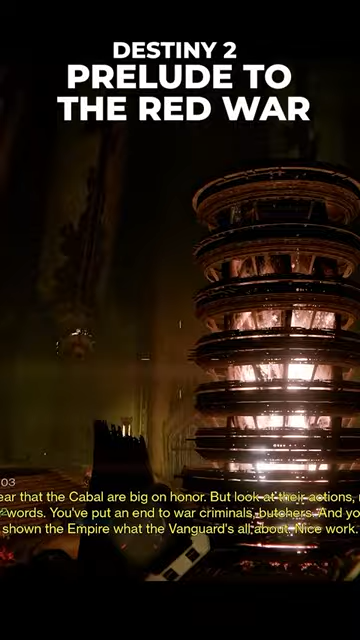 DESTINY 2
PRELUDE TO
THE RED WAR
03
ear that the Cabal are big on honor. But look at their actions,
words. You've put an end to war criminals, butchers. And yo
shown the Empire what the Vanguard's all about. Nice work.